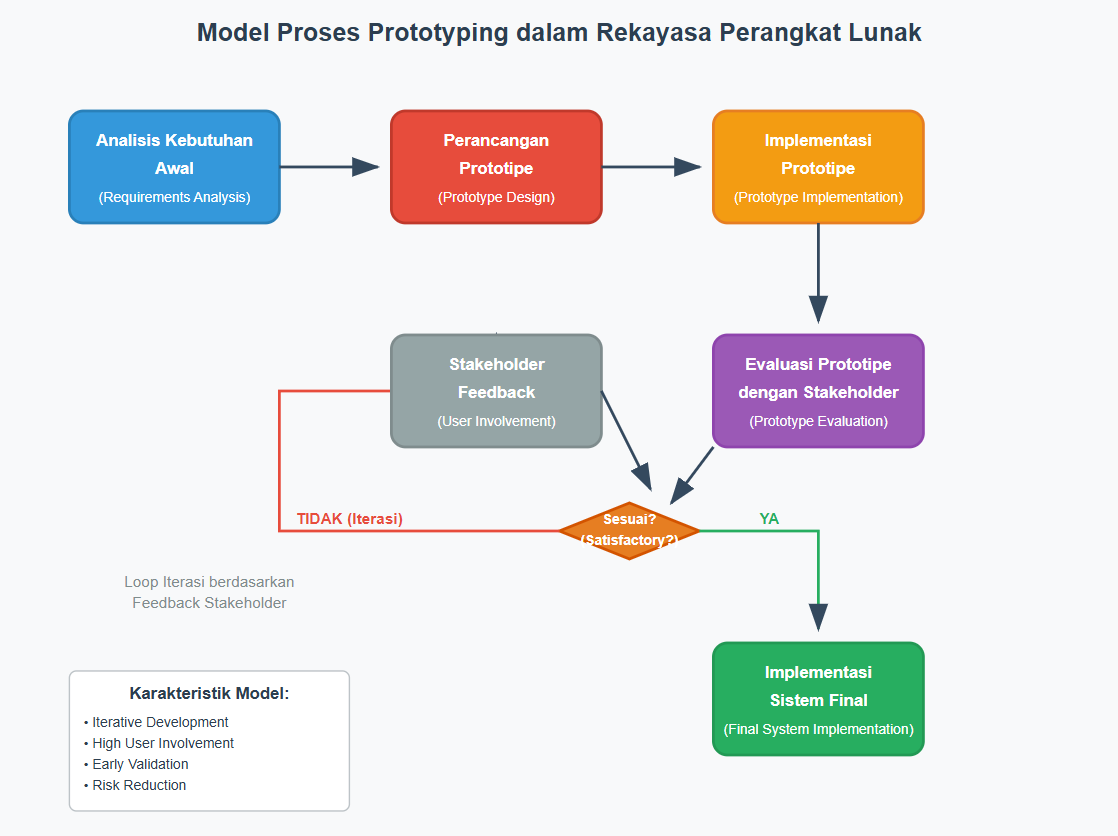 Model Proses Prototyping dalam Rekayasa Perangkat Lunak
Analisis Kebutuhan
Awal
(Requirements Analysis)
Perancangan
Prototipe
(Prototype Design)
Implementasi
Prototipe
(Prototype Implementation)
Stakeholder
Feedback
(User Involvement)
Evaluasi Prototipe
dengan Stakeholder
(Prototype Evaluation)
TIDAK (Iterasi)
Sesuai?
(Satisfactory?)
YA
Loop Iterasi berdasarkan
Feedback Stakeholder
Implementasi
Sistem Final
(Final System Implementation)
Karakteristik Model:
• Iterative Development
• High User Involvement
• Early Validation
• Risk Reduction